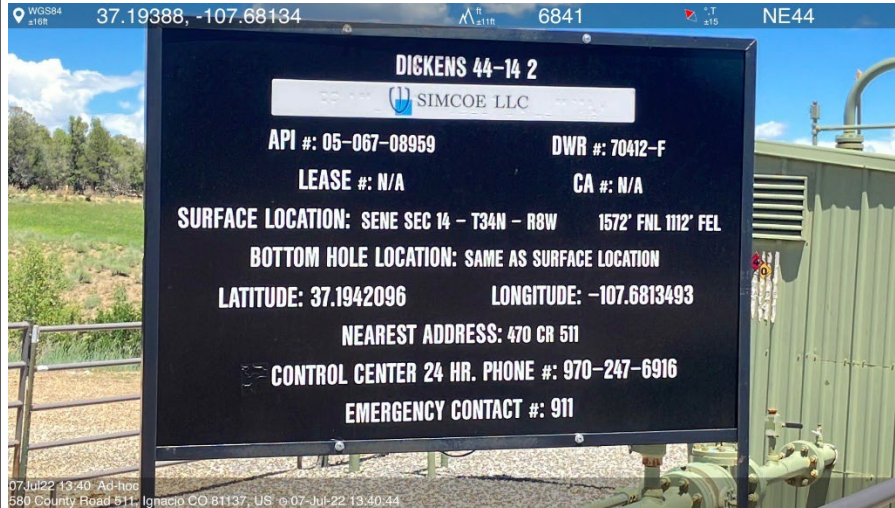 WGS84 ±16ft 37.19388, -107.68134 ft ±11ft 6841 °,T ±15 NE44
DICKENS 44-14 2
SIMCOE LLC
API #: 05-067-08959 DWR #: 70412-F
LEASE #: N/A CA #: N/A
SURFACE LOCATION: SENE SEC 14 - T34N - R8W 1572' FNL 1112' FEL
BOTTOM HOLE LOCATION: SAME AS SURFACE LOCATION
LATITUDE: 37.1942096 LONGITUDE: -107.6813493
NEAREST ADDRESS: 470 CR 511
CONTROL CENTER 24 HR. PHONE #: 970-247-6916
EMERGENCY CONTACT #: 911
07Jul22 13:40 Ad-hoc
580 County Road 511, Ignacio CO 81137, US 07-Jul-22 13:40:44